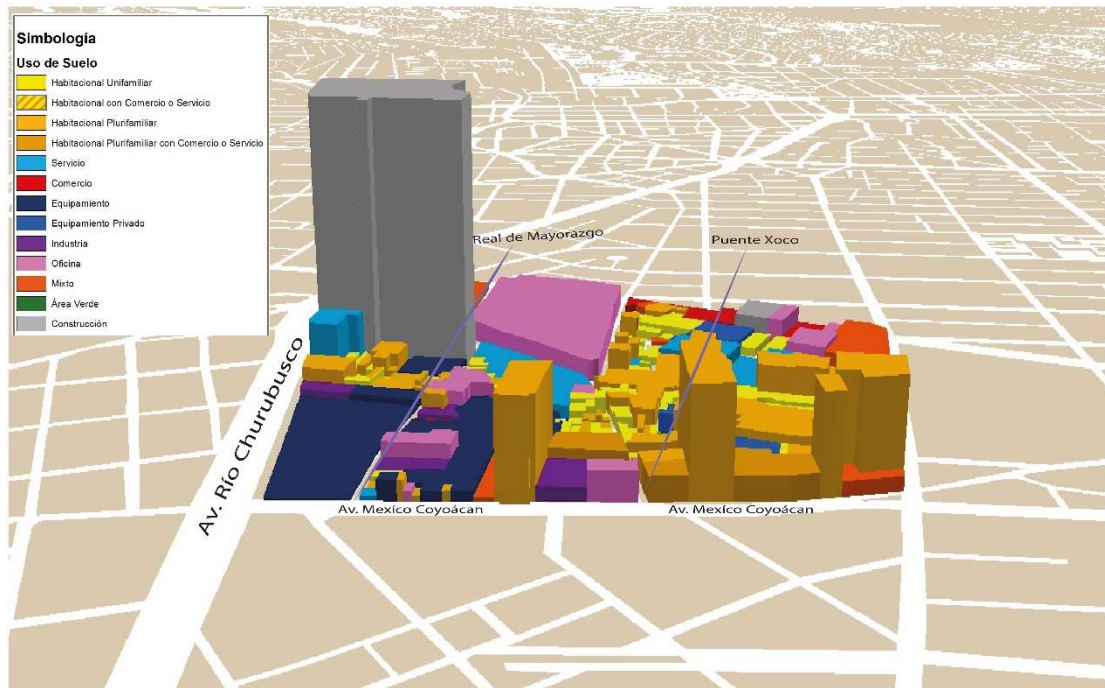 Simbología
Uso de Suelo
Habitacional Unifamiliar
Habitacional con Comercio o Servicio
Habitacional Plurifamiliar
Habitacional Plurifamiliar con Comercio o Servicio
Servicio
Comercio
Equipamiento
Equipamiento Privado
Industria
Oficina
Mixto
Área Verde
Construcción
Real de Mayorazgo
Puente Xoco
Av. Río Churubusco
Av. Mexico Coyoácan
Av. Mexico Coyoácan